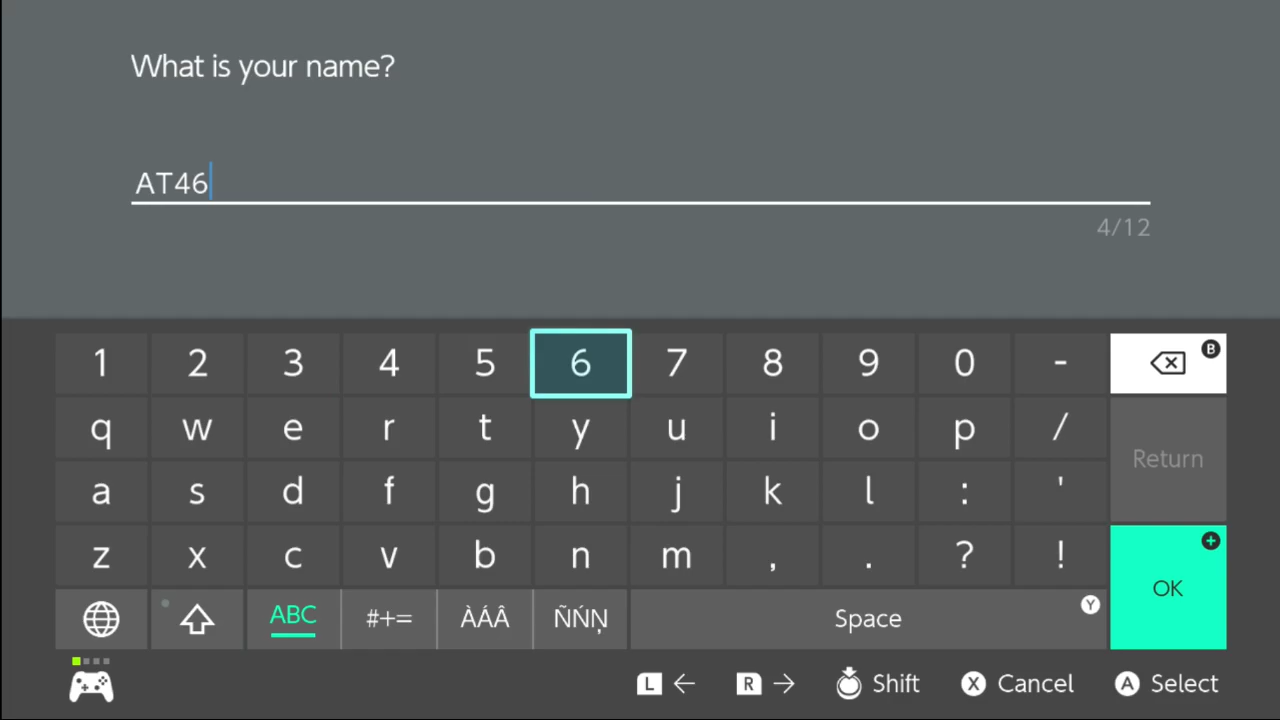 What is your name?
AT46
4/12
1 2 3 4 5 6 7 8 9 0 - B
q w e r t y u i o p /
Return
a s d f g h j k l : '
z x c v b n m , . ? ! +
OK
ABC #+= ÀÁÂ ÑŃŅ Space Y
L ← R → Shift X Cancel A Select